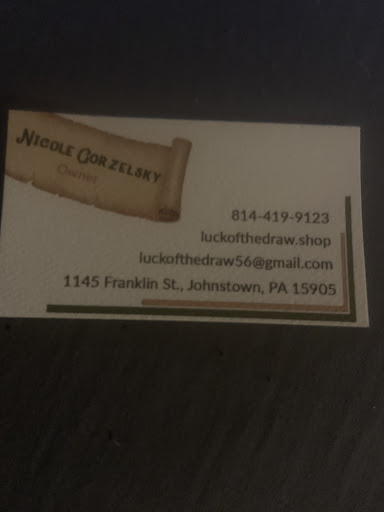 Nicole Gorzelsky
Owner
814-419-9123
luckofthedraw.shop
luckofthedraw56@gmail.com
1145 Franklin St., Johnstown, PA 15905